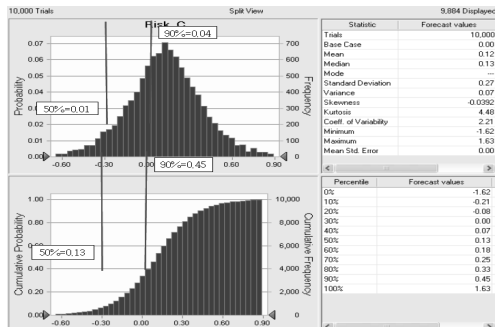 10,000 Trials
Split View
9,884 Displayed
Risk C
90%=0,04
50%=0.01
Probability
0.07
0.06
0.05
0.04
0.03
0.02
0.01
0.00
700
600
500
400
300
200
100
0
Frequency
-0.60
-0.30
0.00
0.30
0.60
0.90
90%=0,45
50%=0.13
Cumulative Probability
1.00
0.80
0.60
0.40
0.20
0.00
10,000
8,000
6,000
4,000
2,000
0
Cumulative Frequency
-0.60
-0.30
0.00
0.30
0.60
0.90
Statistic Forecast values
Trials 10,000
Base Case 0.00
Mean 0.12
Median 0.13
Mode ---
Standard Deviation 0.27
Variance 0.07
Skewness -0.0392
Kurtosis 4.48
Coeff. of Variability 2.21
Minimum -1.62
Maximum 1.63
Mean Std. Error 0.00
Percentile Forecast values
0% -1.62
10% -0.21
20% -0.08
30% 0.00
40% 0.07
50% 0.13
60% 0.18
70% 0.25
80% 0.33
90% 0.45
100% 1.63